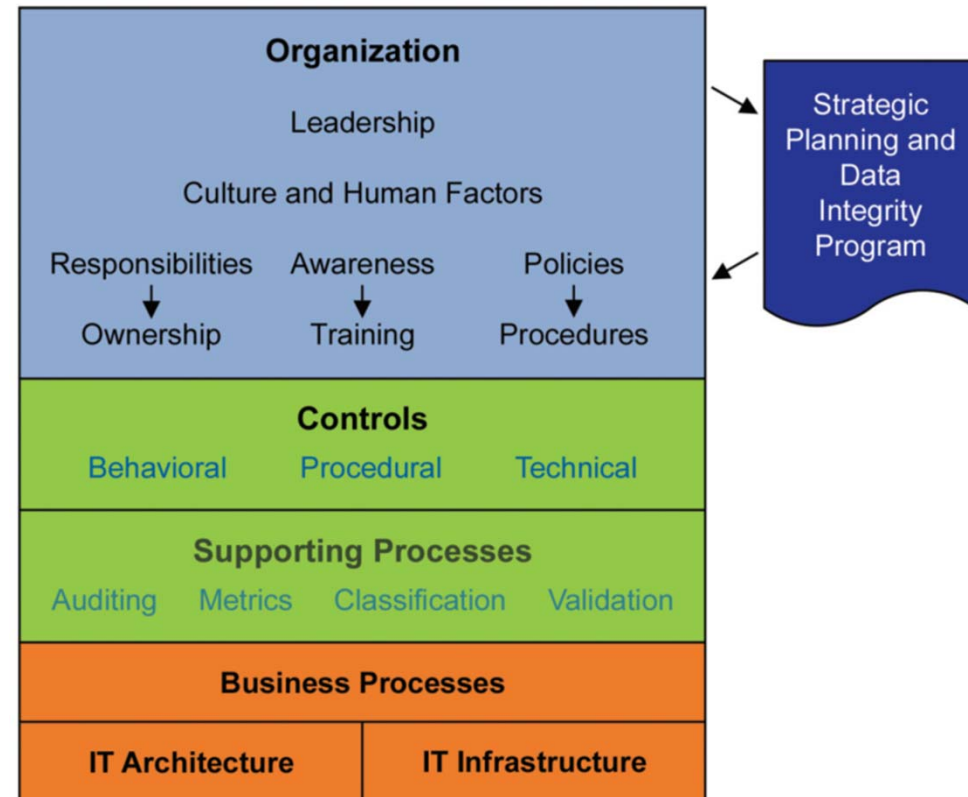 Organization
Leadership
Culture and Human Factors
Responsibilities Awareness Policies
Ownership Training Procedures
Strategic
Planning and
Data
Integrity
Program
Controls
Behavioral Procedural Technical
Supporting Processes
Auditing Metrics Classification Validation
Business Processes
IT Architecture IT Infrastructure